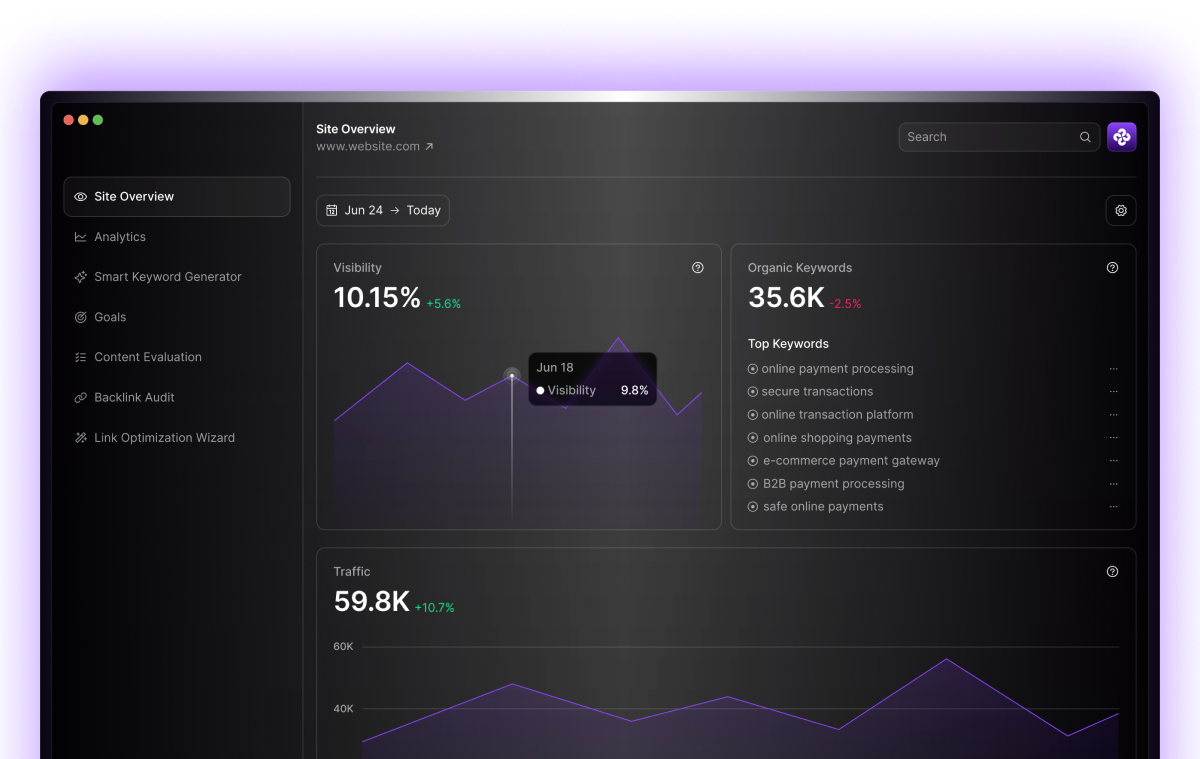 Site Overview
www.website.com
Search
Site Overview
Analytics
Smart Keyword Generator
Goals
Content Evaluation
Backlink Audit
Link Optimization Wizard
12
Jun 24 → Today
Visibility
10.15% +5.6%
Jun 18
Visibility 9.8%
Organic Keywords
35.6K -2.5%
Top Keywords
online payment processing
secure transactions
online transaction platform
online shopping payments
e-commerce payment gateway
B2B payment processing
safe online payments
Traffic
59.8K +10.7%
60K
40K